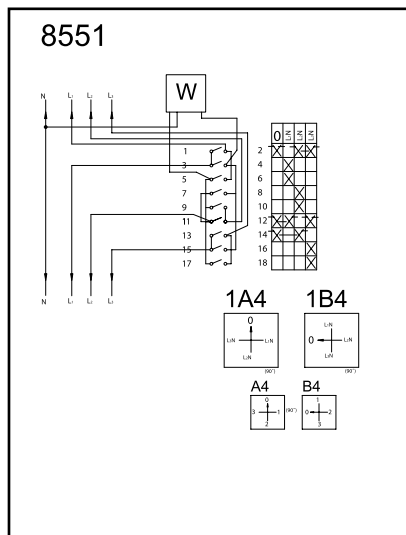 8551
W
N L₁ L₂ L₃
0 L₁N L₂N L₃N
1 2
3 4
5 6
7 8
9 10
11 12
13 14
15 16
17 18
N L₁ L₂ L₃
1A4 1B4
0
L₃N L₁N
L₂N
(90°)
L₁N
0 L₂N
L₃N
(90°)
A4 B4
0
3 1
2
(90°)
1
0 2
3